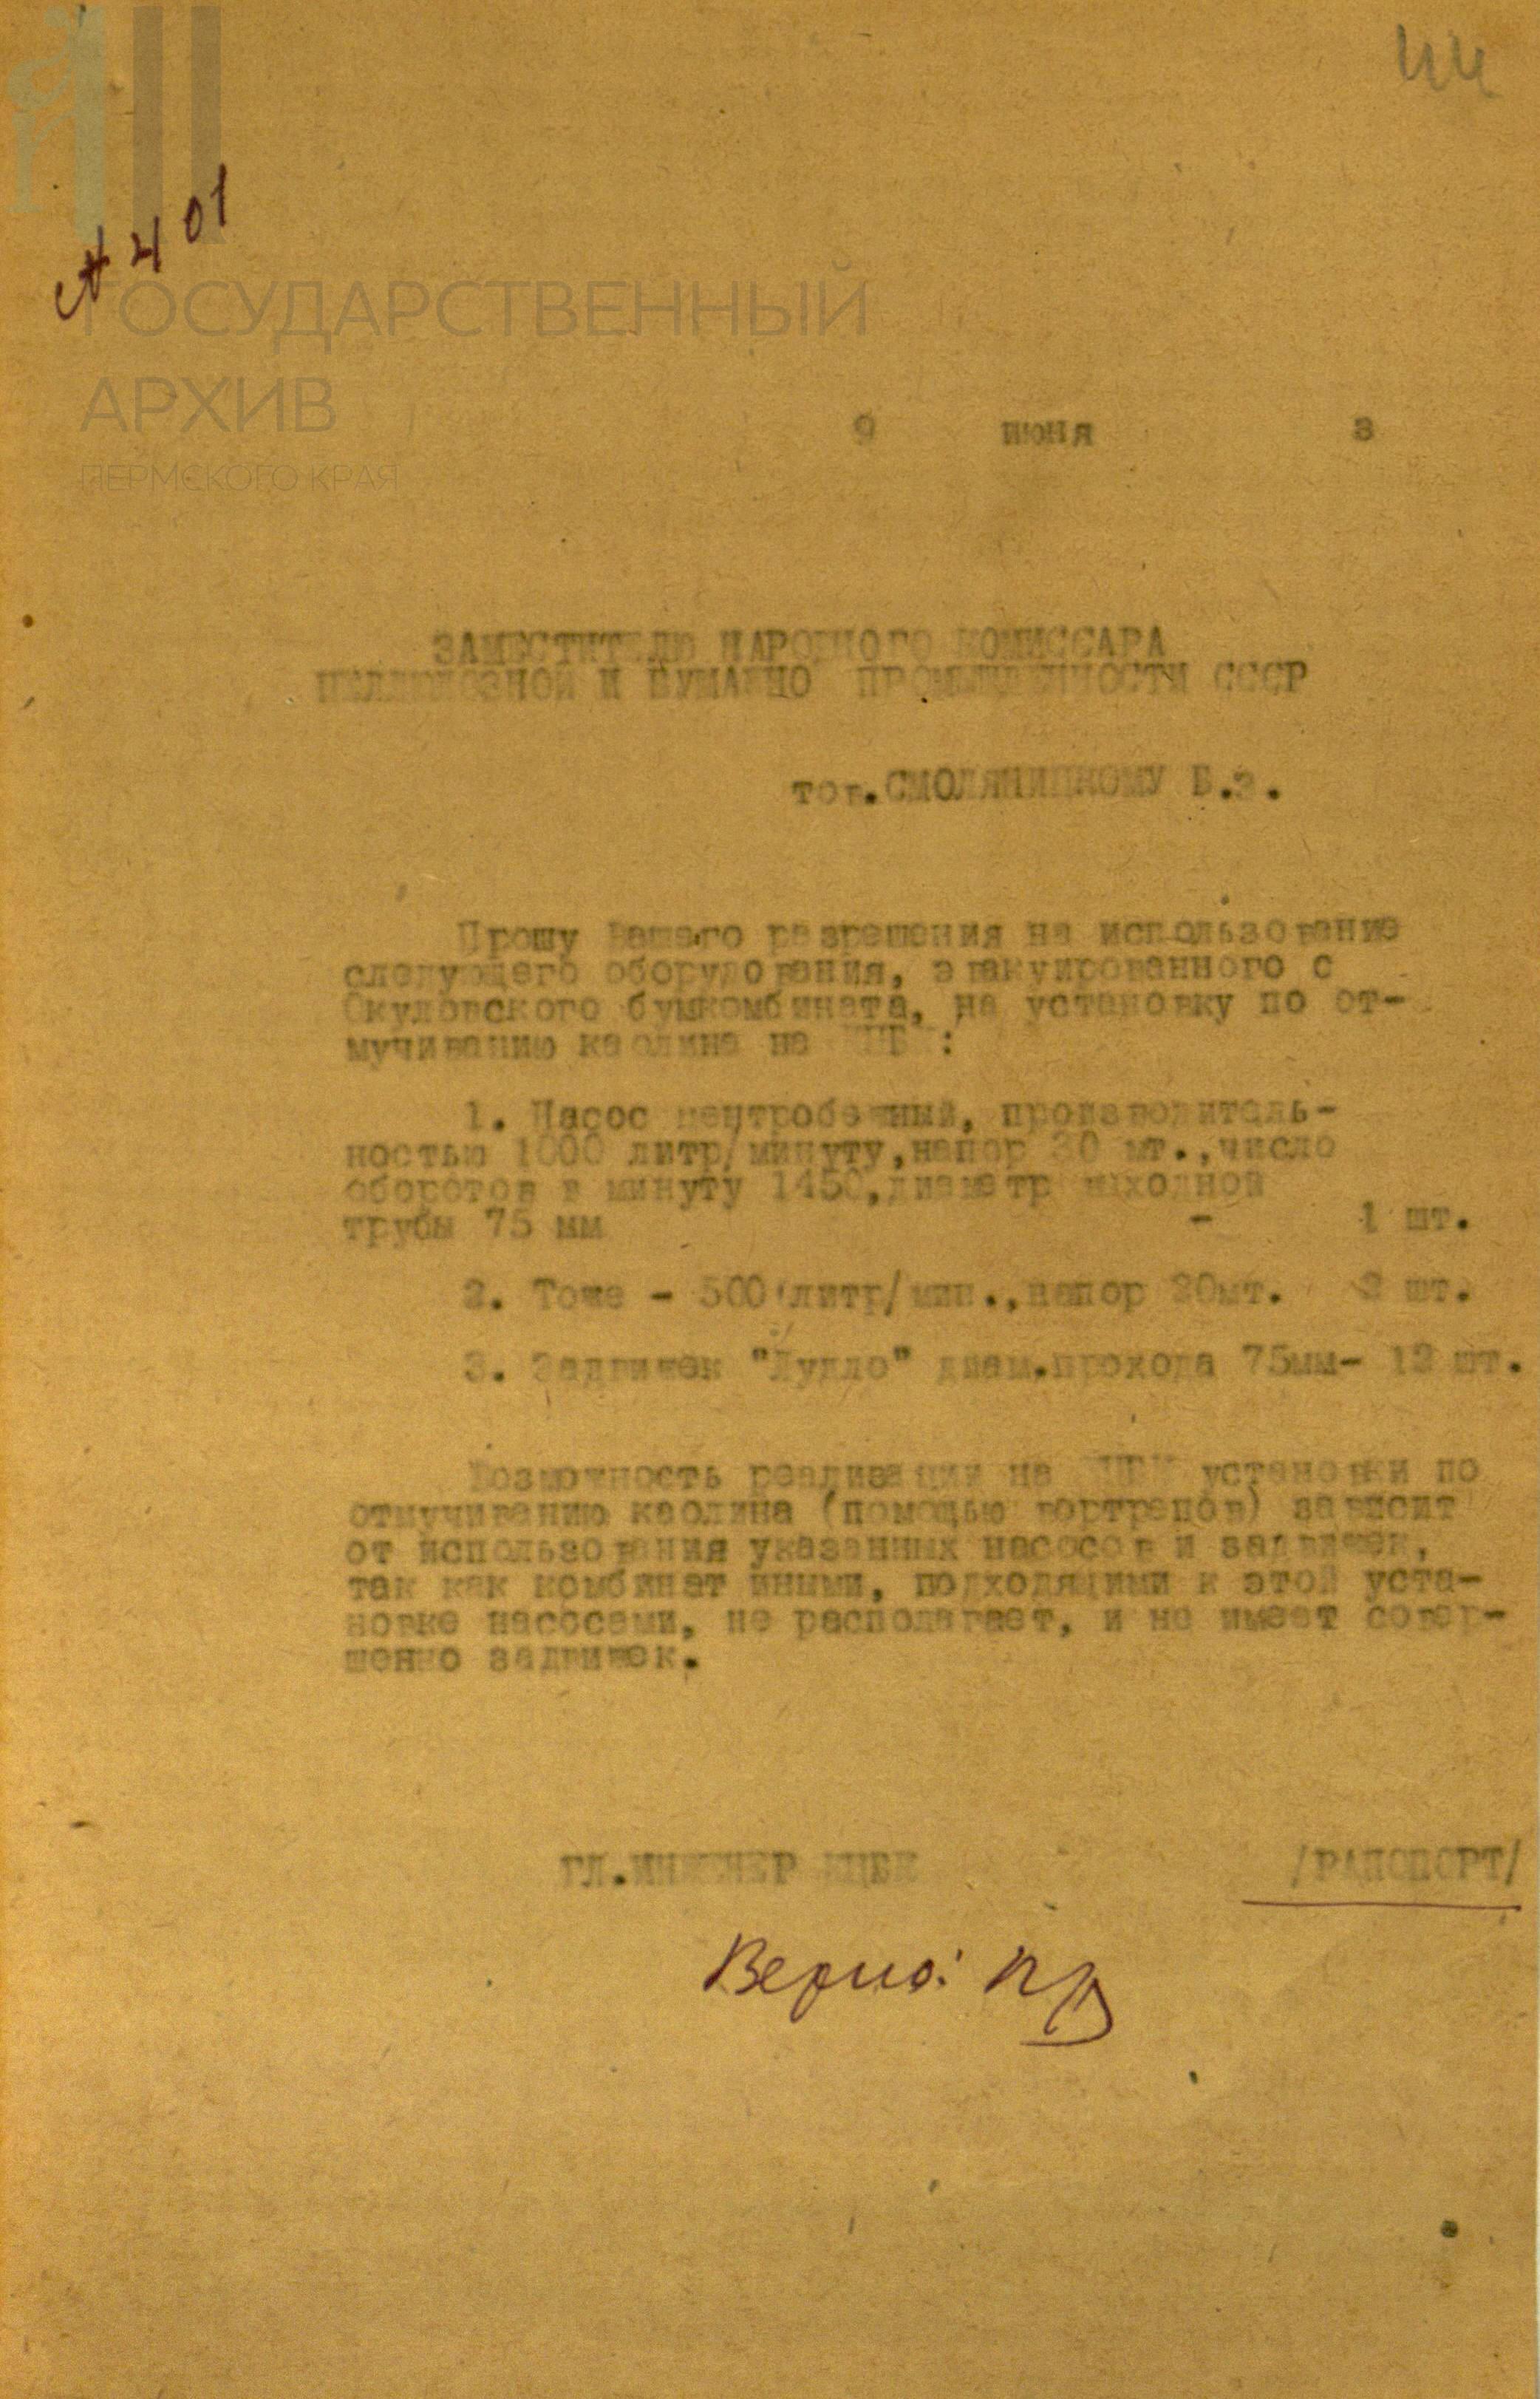 44
№ 401
ГОСУДАРСТВЕННЫЙ
АРХИВ
ПЕРМСКОГО КРАЯ
9 июня 3
ЗАМЕСТИТЕЛЮ НАРОДНОГО КОМИССАРА
ЦЕЛЛЮЛОЗНОЙ И БУМАЖНО ПРОМЫШЛЕННОСТИ СССР
тов.СМОЛЯНИЦКОМУ
Прошу Вашего разрешения на использование
следующего оборудования, эвакуированного с
Окуловского бумкомбината, на установку по от-
мучиванию каолина на :
1. Насос центробежный, производитель-
ностью 1000 литр/минуту,напор 30 мт.,число
оборотов в минуту 1450,диаметр выходной
трубы 75 мм - 1 шт.
2. Тоже - 500 литр/мин.,напор 20мт. 2 шт.
3. Задвижек "Лудло" диам.прохода 75мм- 12 шт.
Возможность реализации на установки по
отмучиванию каолина (помощью вортрепов) зависит
от использования указанных насосов и задвижек,
так как комбинат иными, подходящими к этой уста-
новке насосами, не располагает, и не имеет совер-
шенно задвижек.
ГЛ.ИНЖЕНЕР /РАПОПОРТ/
Верно: